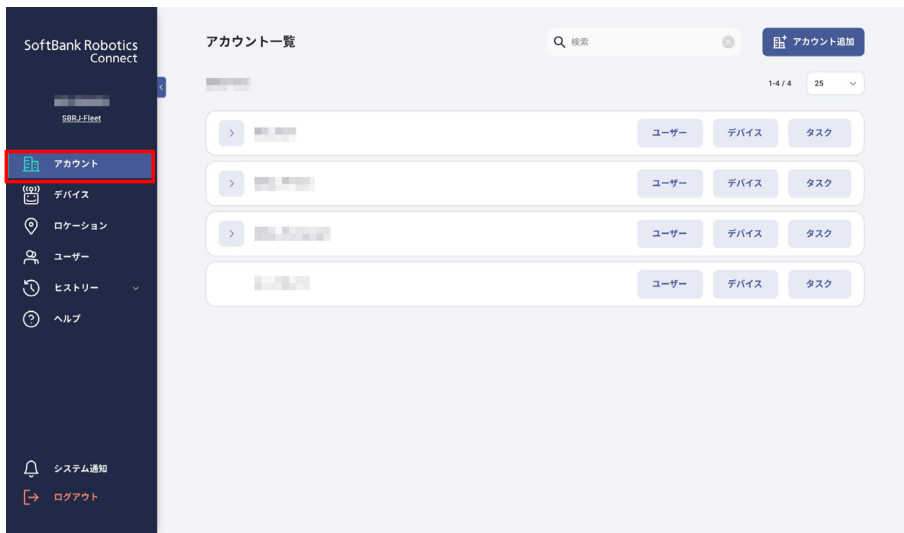 SoftBank Robotics
Connect
SBRJ-Fleet
アカウント
デバイス
ロケーション
ユーザー
ヒストリー
ヘルプ
システム通知
ログアウト
アカウント一覧
検索
アカウント追加
1-4 / 4
25
ユーザー デバイス タスク
ユーザー デバイス タスク
ユーザー デバイス タスク
ユーザー デバイス タスク